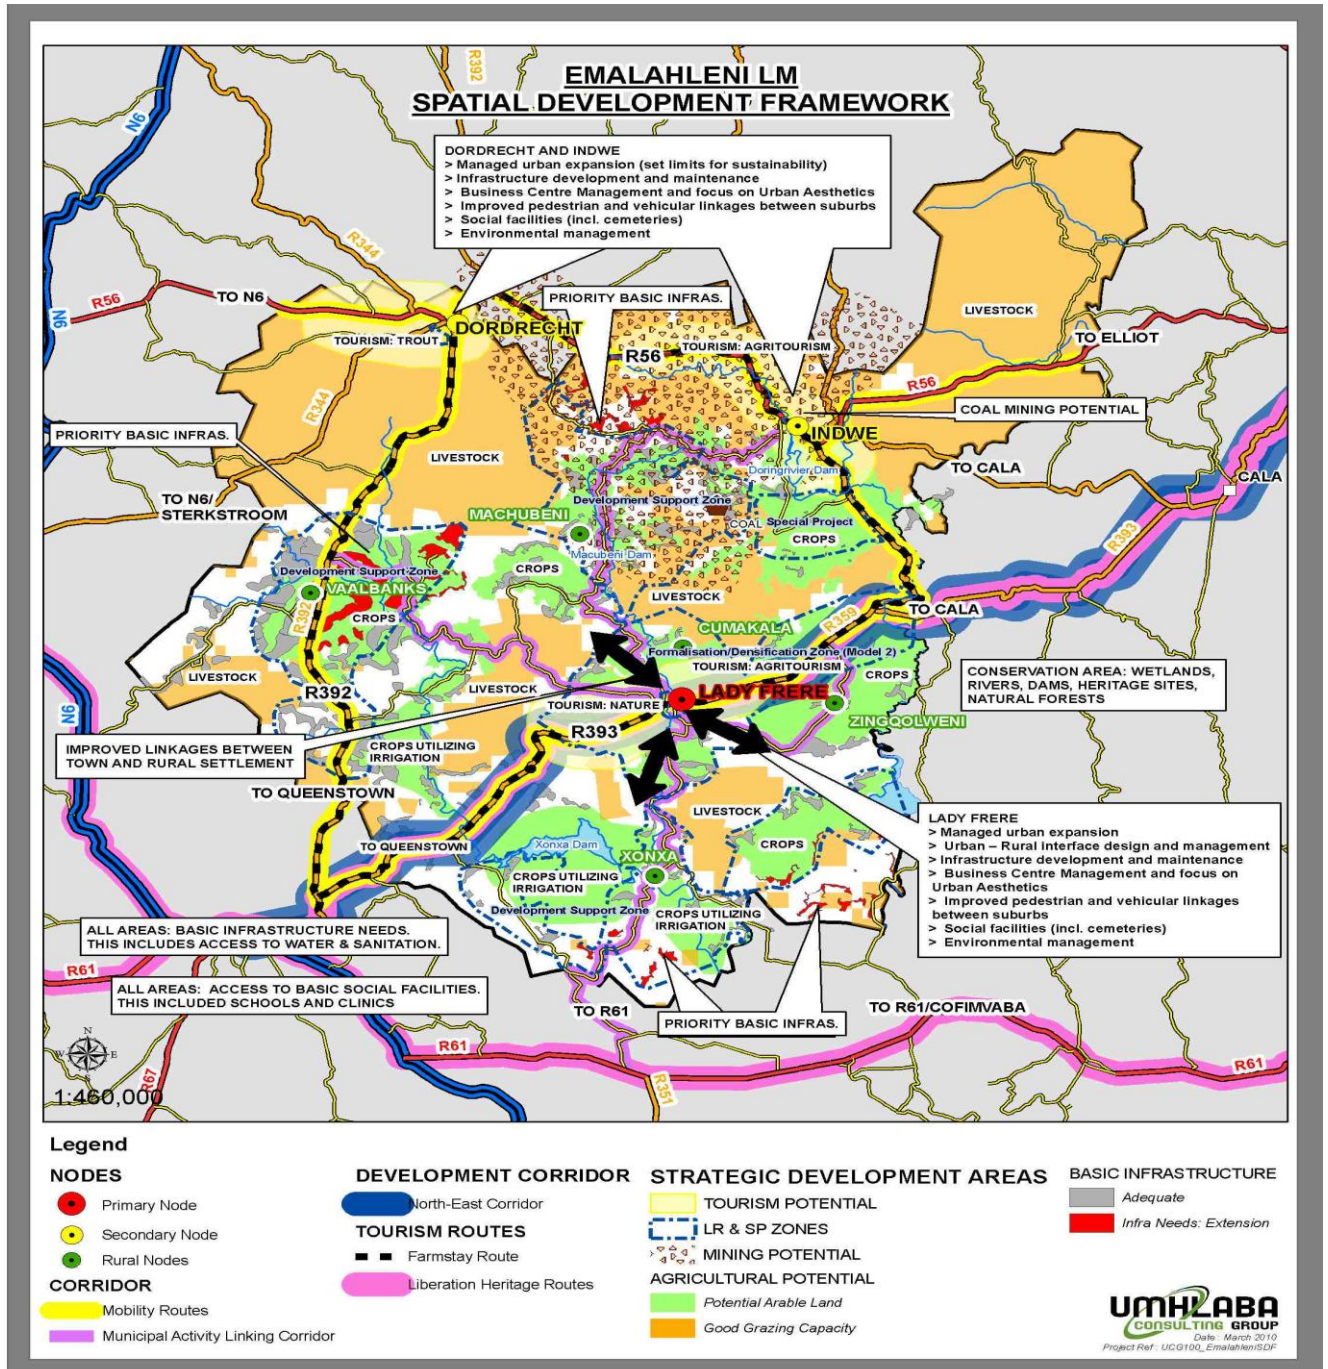 EMALAHLENI LM
SPATIAL DEVELOPMENT FRAMEWORK
N6
R392
R344
DORDRECHT AND INDWE
> Managed urban expansion (set limits for sustainability)
> Infrastructure development and maintenance
> Business Centre Management and focus on Urban Aesthetics
> Improved pedestrian and vehicular linkages between suburbs
> Social facilities (incl. cemeteries)
> Environmental management
R56
TO N6
N6
DORDRECHT
TOURISM: TROUT
PRIORITY BASIC INFRAS.
R56
TOURISM: AGRITOURISM
LIVESTOCK
TO ELLIOT
R56
R344
COAL MINING POTENTIAL
INDWE
PRIORITY BASIC INFRAS.
LIVESTOCK
Doringrivier Dam
TO CALA
CALA
TO N6/
STERKSTROOM
MACHUBENI
Development Support Zone
COAL
Special Project
CROPS
R393
Macubeni Dam
CROPS
Development Support Zone
VAALBANKS
R392
CROPS
LIVESTOCK
TO CALA
R359
CUMAKALA
Formalisation/Densification Zone (Model 2)
TOURISM: AGRITOURISM
CROPS
LIVESTOCK
LIVESTOCK
R392
LADY FRERE
TOURISM: NATURE
ZINGQOLWENI
CONSERVATION AREA: WETLANDS,
RIVERS, DAMS, HERITAGE SITES,
NATURAL FORESTS
N6
R393
IMPROVED LINKAGES BETWEEN
TOWN AND RURAL SETTLEMENT
CROPS UTILIZING
IRRIGATION
TO QUEENSTOWN
LIVESTOCK
CROPS
TO QUEENSTOWN
Xonxa Dam
XONXA
CROPS UTILIZING
IRRIGATION
Development Support Zone
CROPS UTILIZING
IRRIGATION
LADY FRERE
> Managed urban expansion
> Urban – Rural interface design and management
> Infrastructure development and maintenance
> Business Centre Management and focus on
Urban Aesthetics
> Improved pedestrian and vehicular linkages
between suburbs
> Social facilities (incl. cemeteries)
> Environmental management
ALL AREAS: BASIC INFRASTRUCTURE NEEDS.
THIS INCLUDES ACCESS TO WATER & SANITATION.
R61
ALL AREAS: ACCESS TO BASIC SOCIAL FACILITIES.
THIS INCLUDED SCHOOLS AND CLINICS
TO R61
PRIORITY BASIC INFRAS.
TO R61/COFIMVABA
R61
R61
R67
R351
N
W
E
S
1:460,000
Legend
NODES
Primary Node
Secondary Node
Rural Nodes
CORRIDOR
Mobility Routes
Municipal Activity Linking Corridor
DEVELOPMENT CORRIDOR
North-East Corridor
TOURISM ROUTES
Farmstay Route
Liberation Heritage Routes
STRATEGIC DEVELOPMENT AREAS
TOURISM POTENTIAL
LR & SP ZONES
MINING POTENTIAL
AGRICULTURAL POTENTIAL
Potential Arable Land
Good Grazing Capacity
BASIC INFRASTRUCTURE
Adequate
Infra Needs: Extension
UMHLABA
CONSULTING GROUP
Date : March 2010
Project Ref : UCG100_EmalahleniSDF